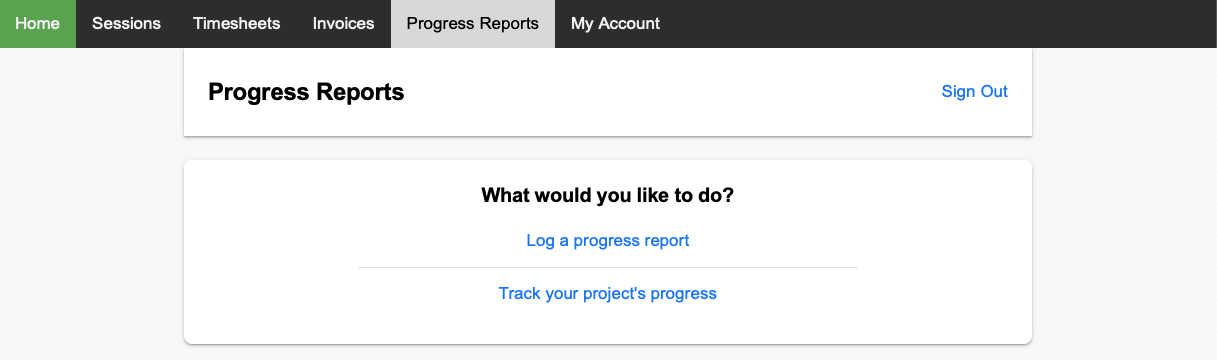 Home Sessions Timesheets Invoices Progress Reports My Account
Progress Reports Sign Out
What would you like to do?
Log a progress report
Track your project's progress